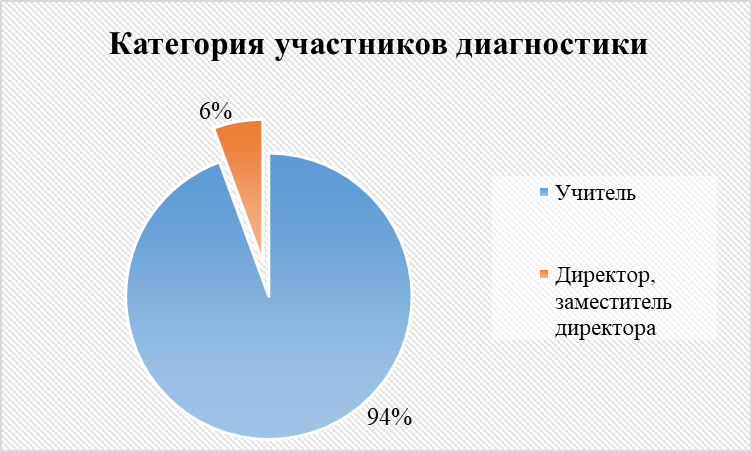 Категория участников диагностики
6%
Учитель
Директор,
заместитель
директора
94%